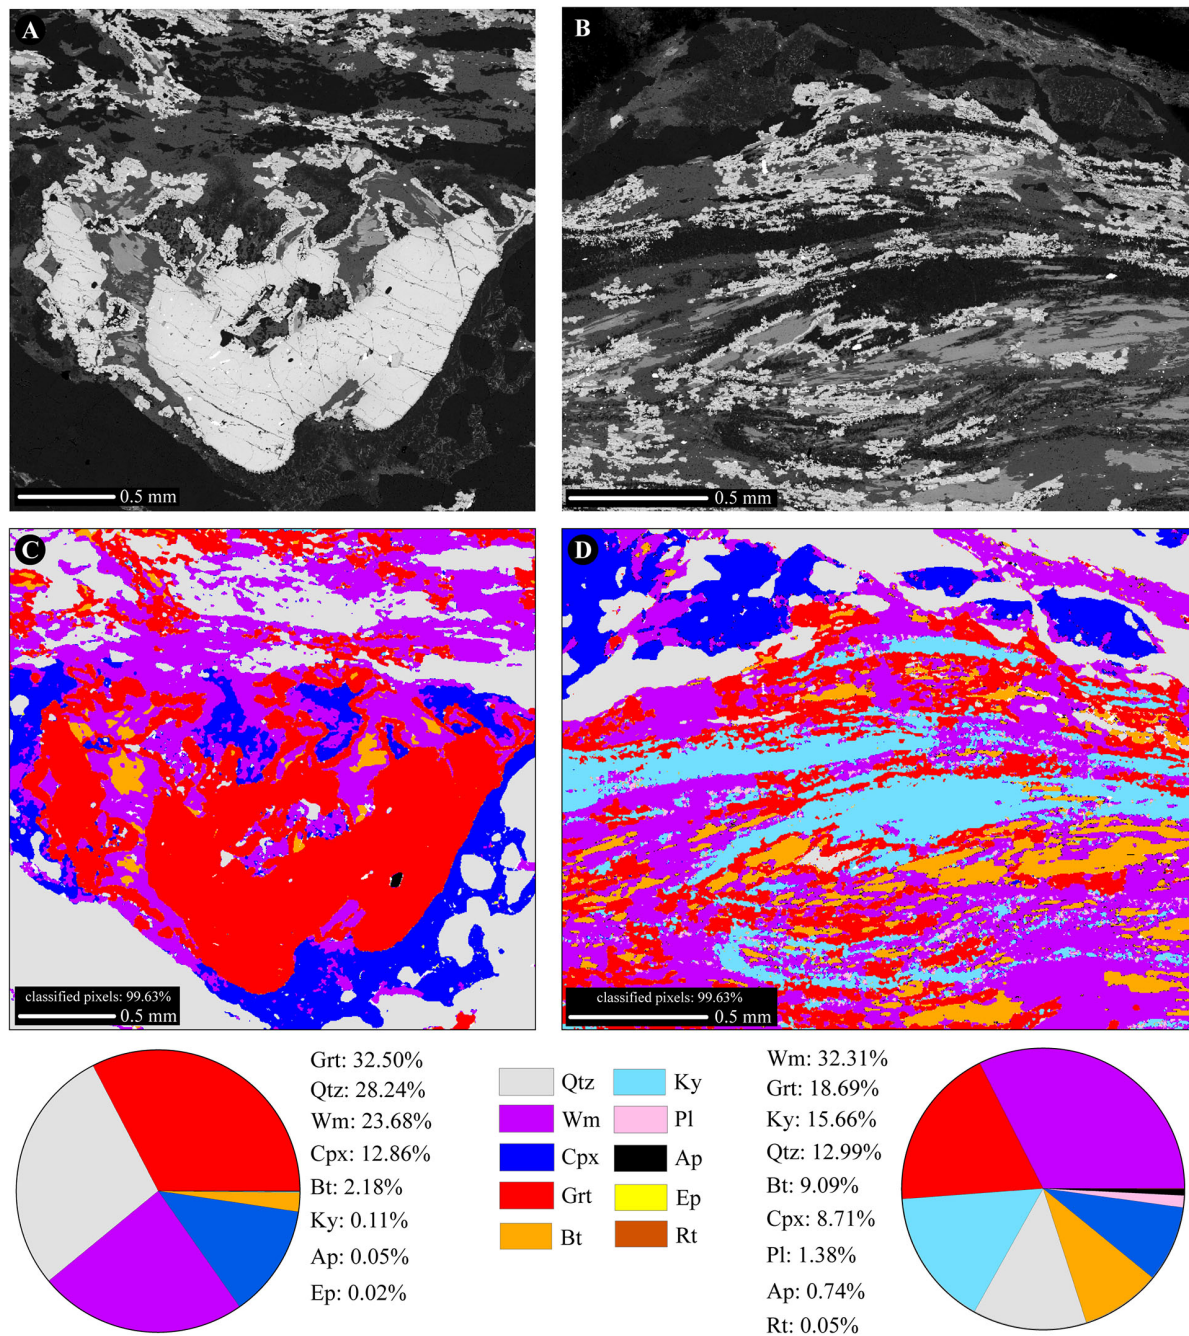 A
B
0.5 mm
0.5 mm
C
D
classified pixels: 99.63%
0.5 mm
classified pixels: 99.63%
0.5 mm
Grt: 32.50%
Qtz: 28.24%
Wm: 23.68%
Cpx: 12.86%
Bt: 2.18%
Ky: 0.11%
Ap: 0.05%
Ep: 0.02%
Qtz
Wm
Cpx
Grt
Bt
Ky
Pl
Ap
Ep
Rt
Wm: 32.31%
Grt: 18.69%
Ky: 15.66%
Qtz: 12.99%
Bt: 9.09%
Cpx: 8.71%
Pl: 1.38%
Ap: 0.74%
Rt: 0.05%